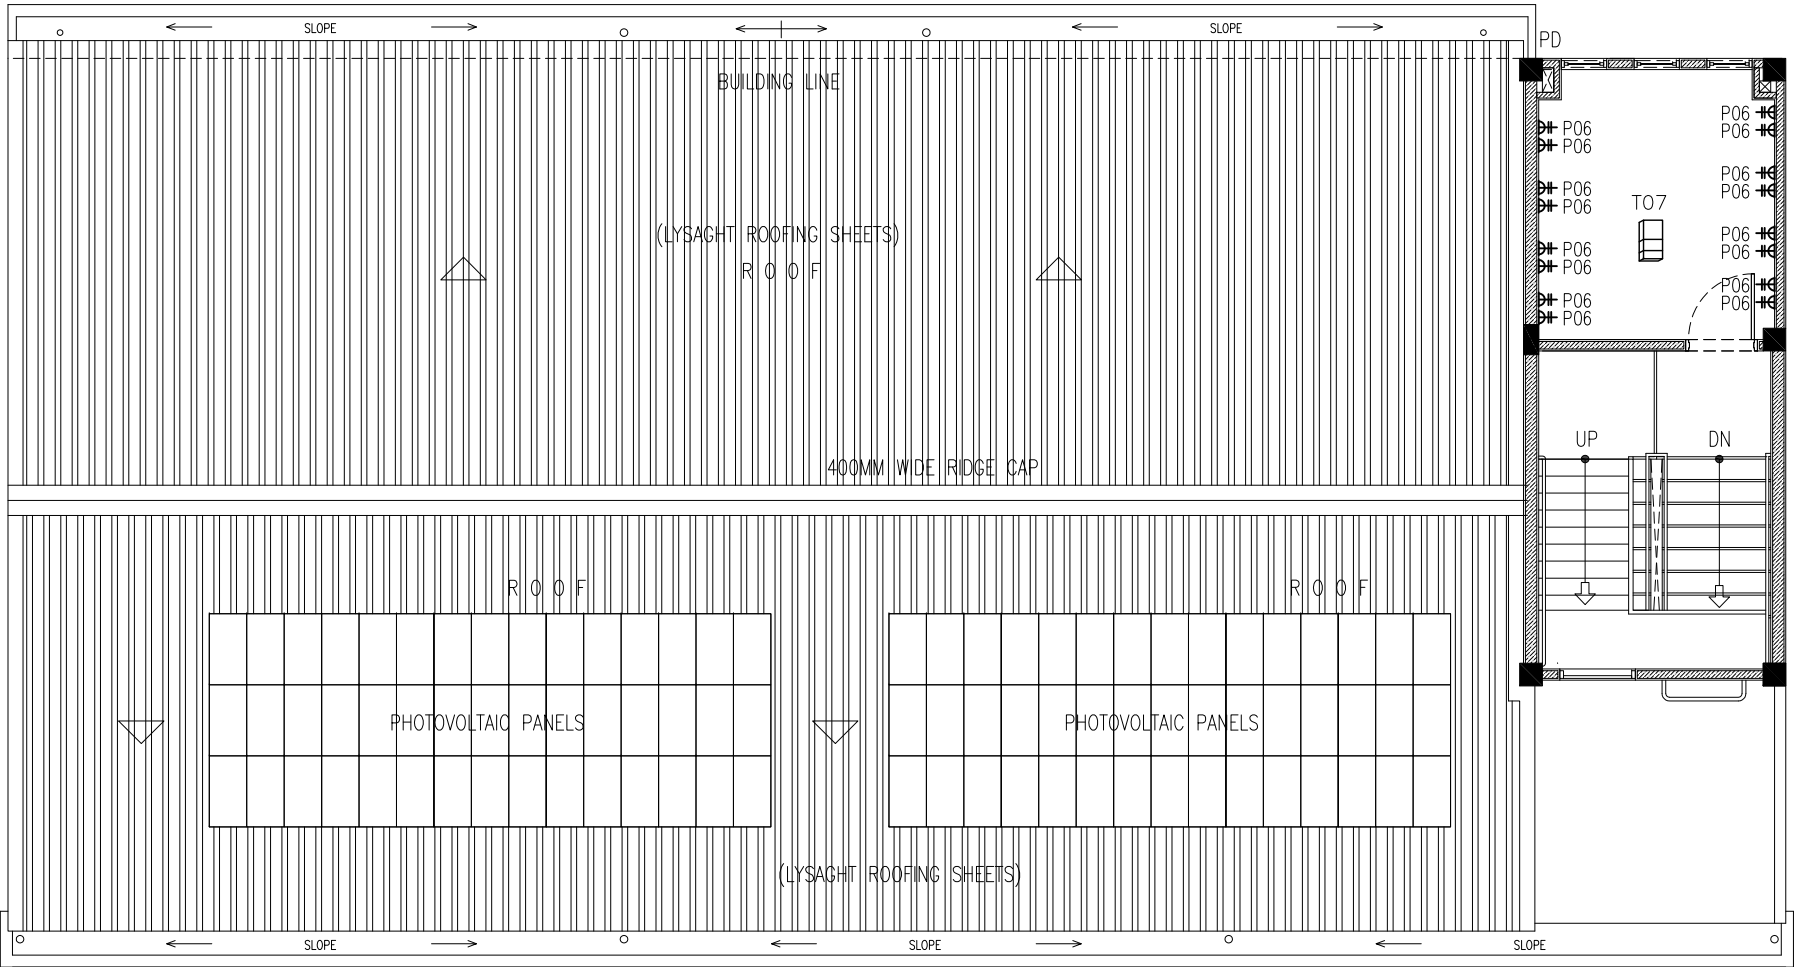 SLOPE
SLOPE
PD
BUILDING LINE
P06
P06
P06
P06
P06
P06
P06
P06
T07
(LYSAGHT ROOFING SHEETS)
P06
P06
R O O F
P06
P06
P06
P06
P06
P06
UP
DN
400MM WIDE RIDGE CAP
R O O F
R O O F
PHOTOVOLTAIC PANELS
PHOTOVOLTAIC PANELS
(LYSAGHT ROOFING SHEETS)
SLOPE
SLOPE
SLOPE